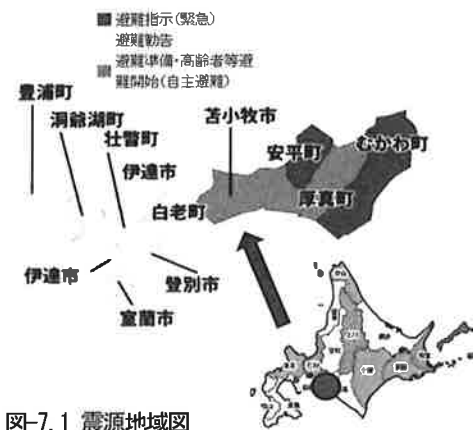 避難指示(緊急)
避難勧告
避難準備・高齢者等避
難開始(自主避難)
豊浦町
洞爺湖町
壮瞥町
伊達市
苫小牧市
安平町
むかわ町
厚真町
白老町
伊達市
登別市
室蘭市
図-7.1 震源地域図